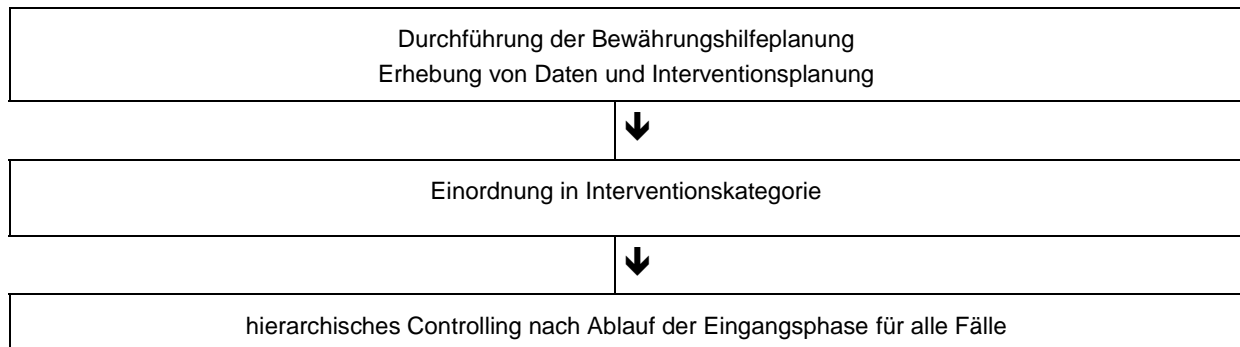 Durchführung der Bewährungshilfeplanung
Erhebung von Daten und Interventionsplanung
Einordnung in Interventionskategorie
hierarchisches Controlling nach Ablauf der Eingangsphase für alle Fälle